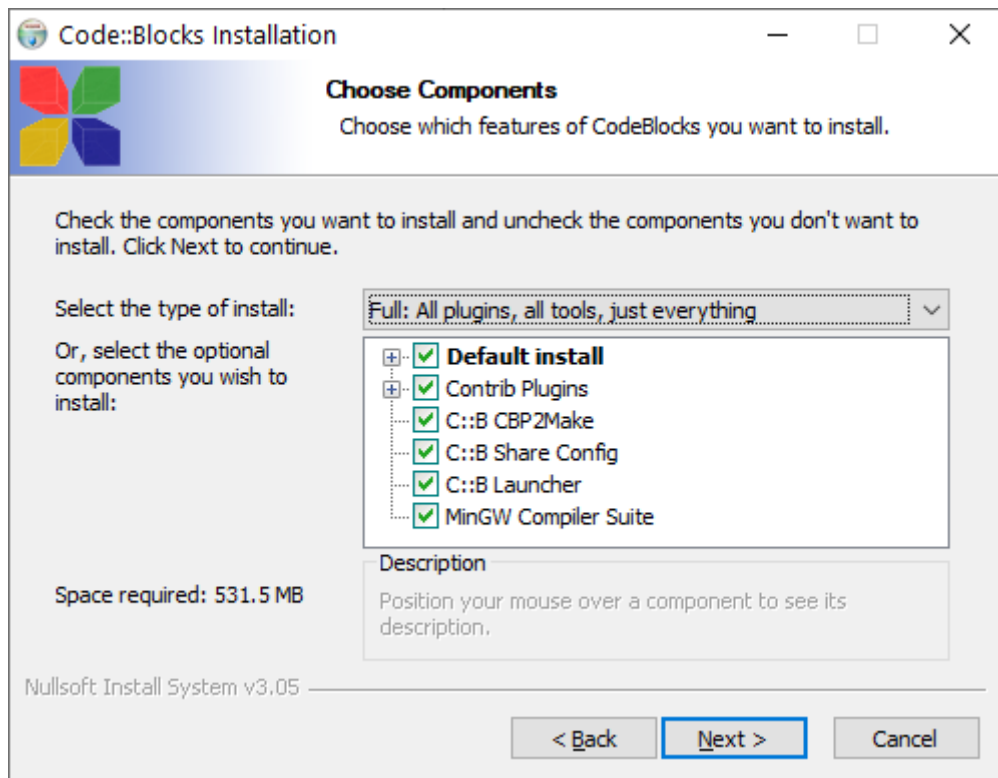 Code::Blocks Installation
Choose Components
Choose which features of CodeBlocks you want to install.
Check the components you want to install and uncheck the components you don't want to
install. Click Next to continue.
Select the type of install:
Full: All plugins, all tools, just everything
Or, select the optional
components you wish to
install:
Default install
Contrib Plugins
C::B CBP2Make
C::B Share Config
C::B Launcher
MinGW Compiler Suite
Space required: 531.5 MB
Description
Position your mouse over a component to see its
description.
Nullsoft Install System v3.05
< Back
Next >
Cancel